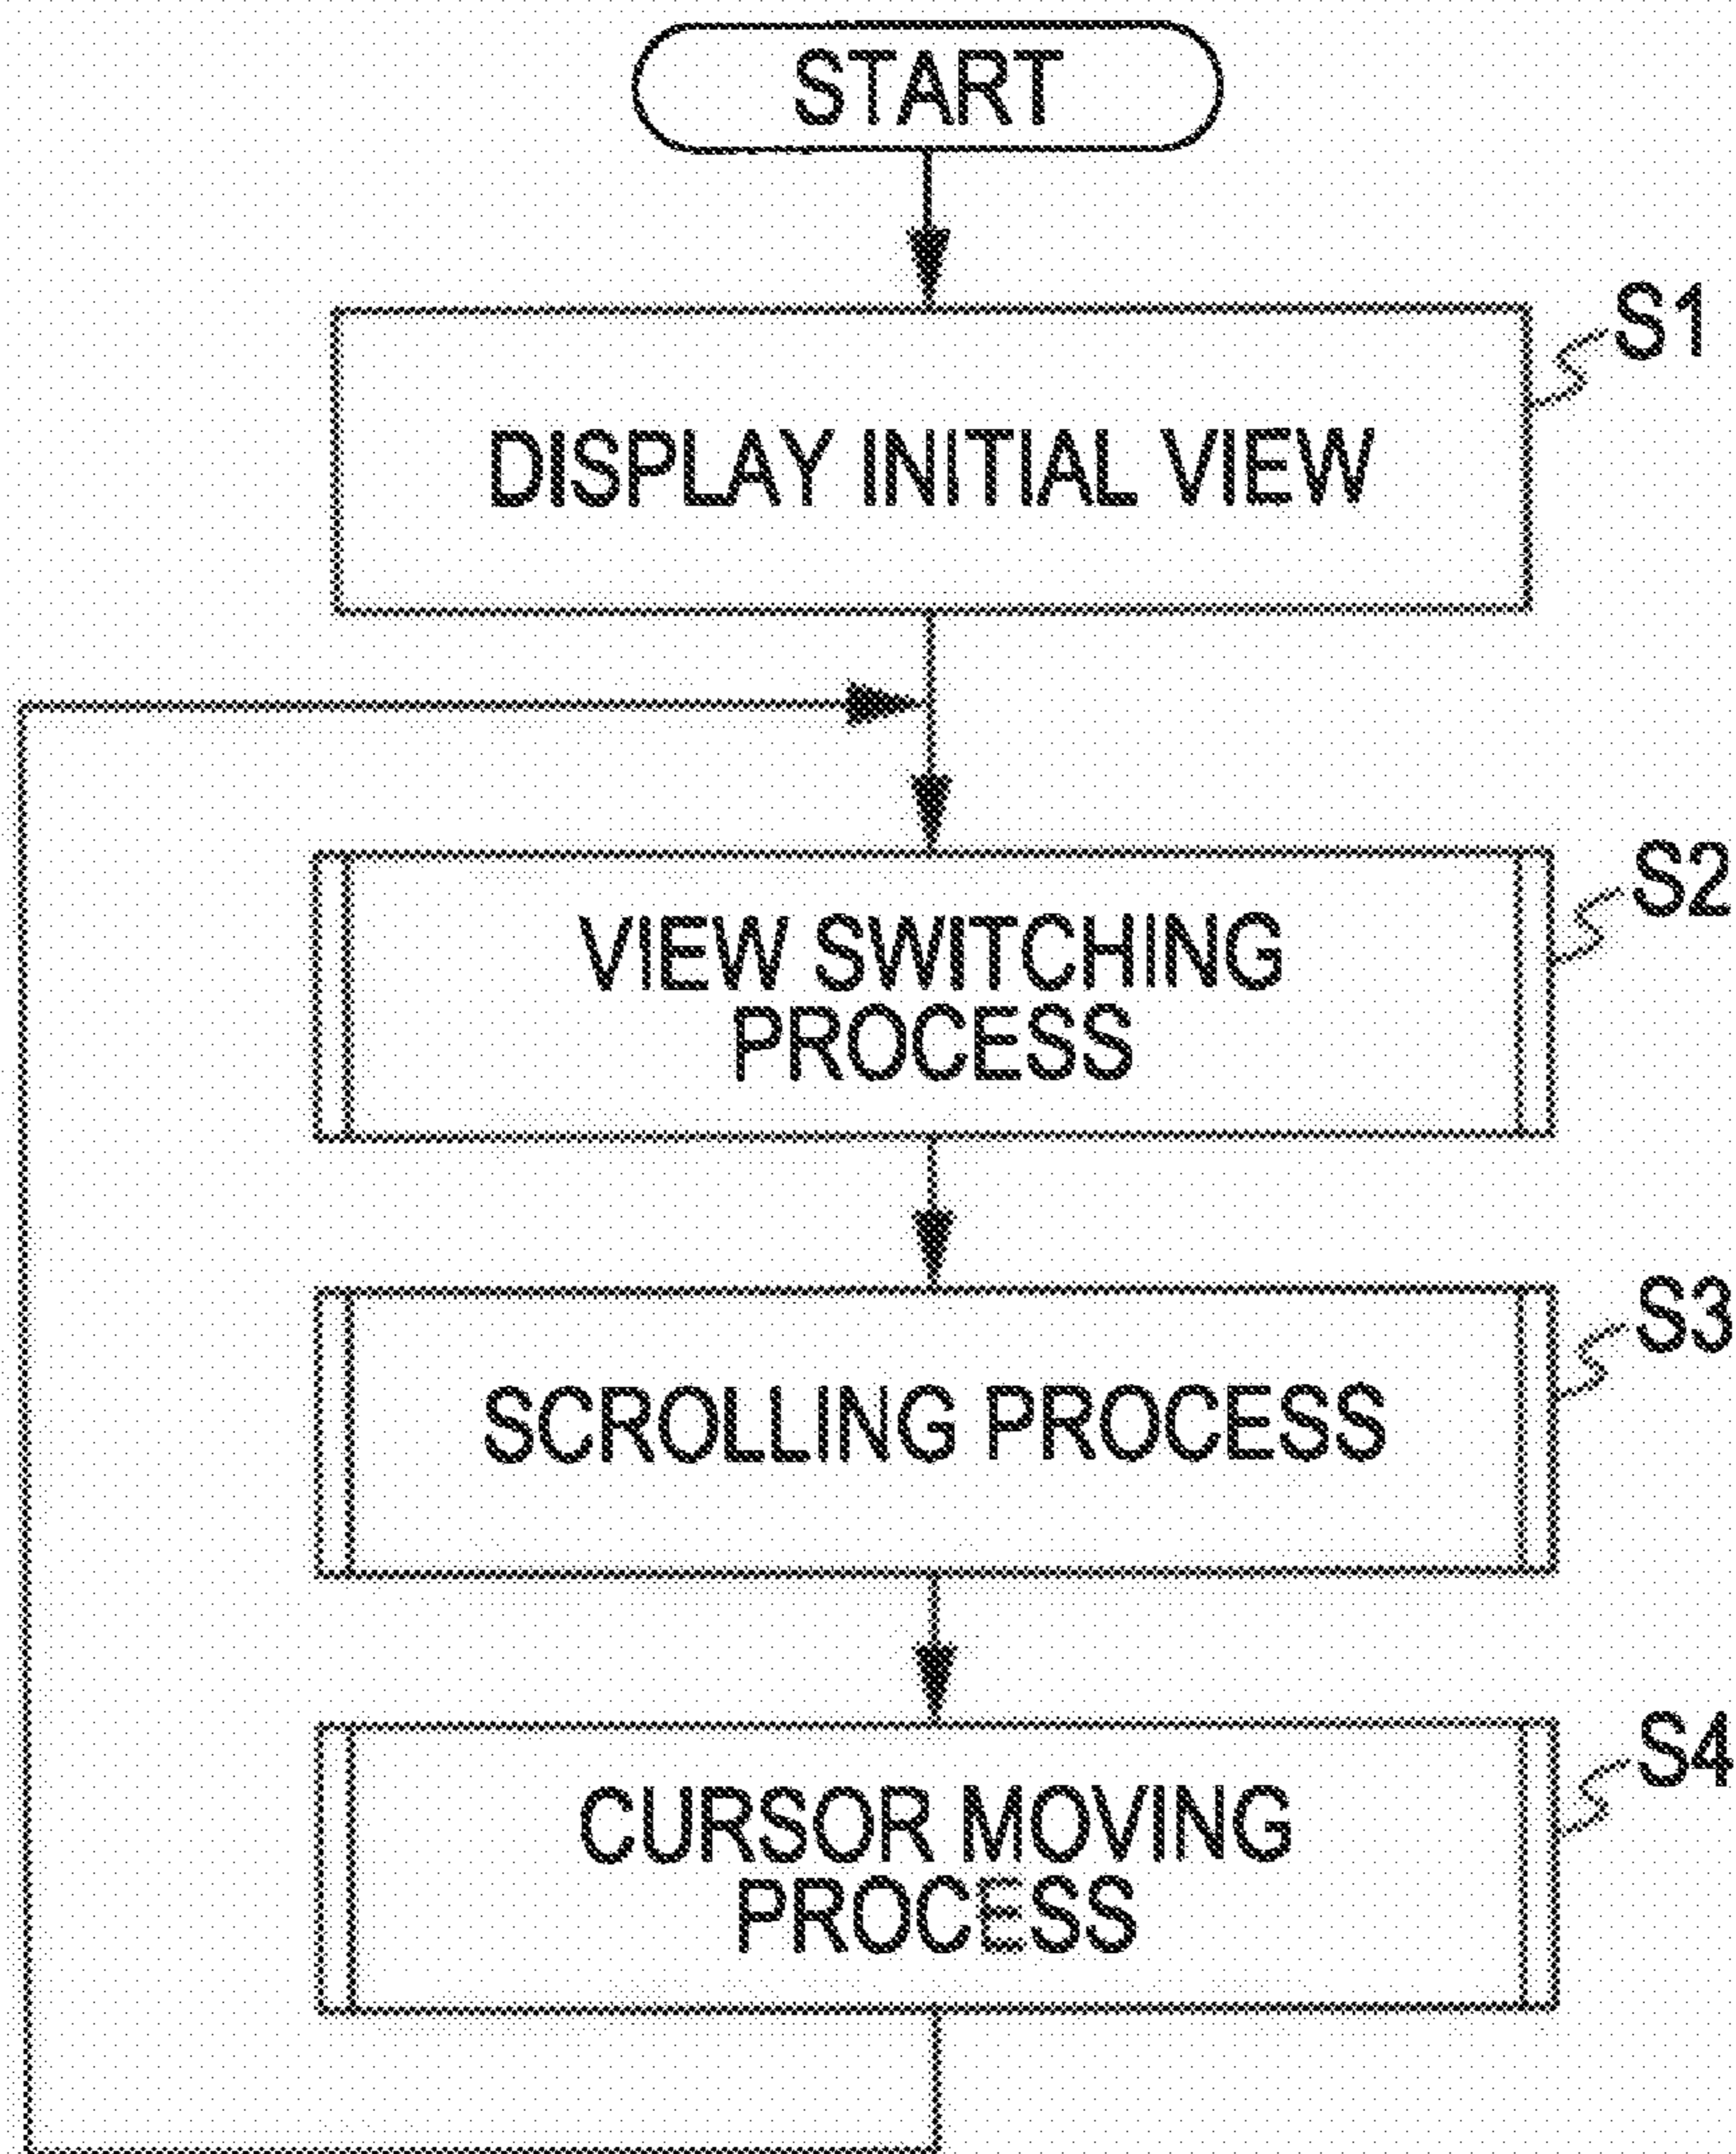 START
S1
DISPLAY INITIAL VIEW
S2
VIEW SWITCHING
PROCESS
S3
SCROLLING PROCESS
S4
CURSOR MOVING
PROCESS